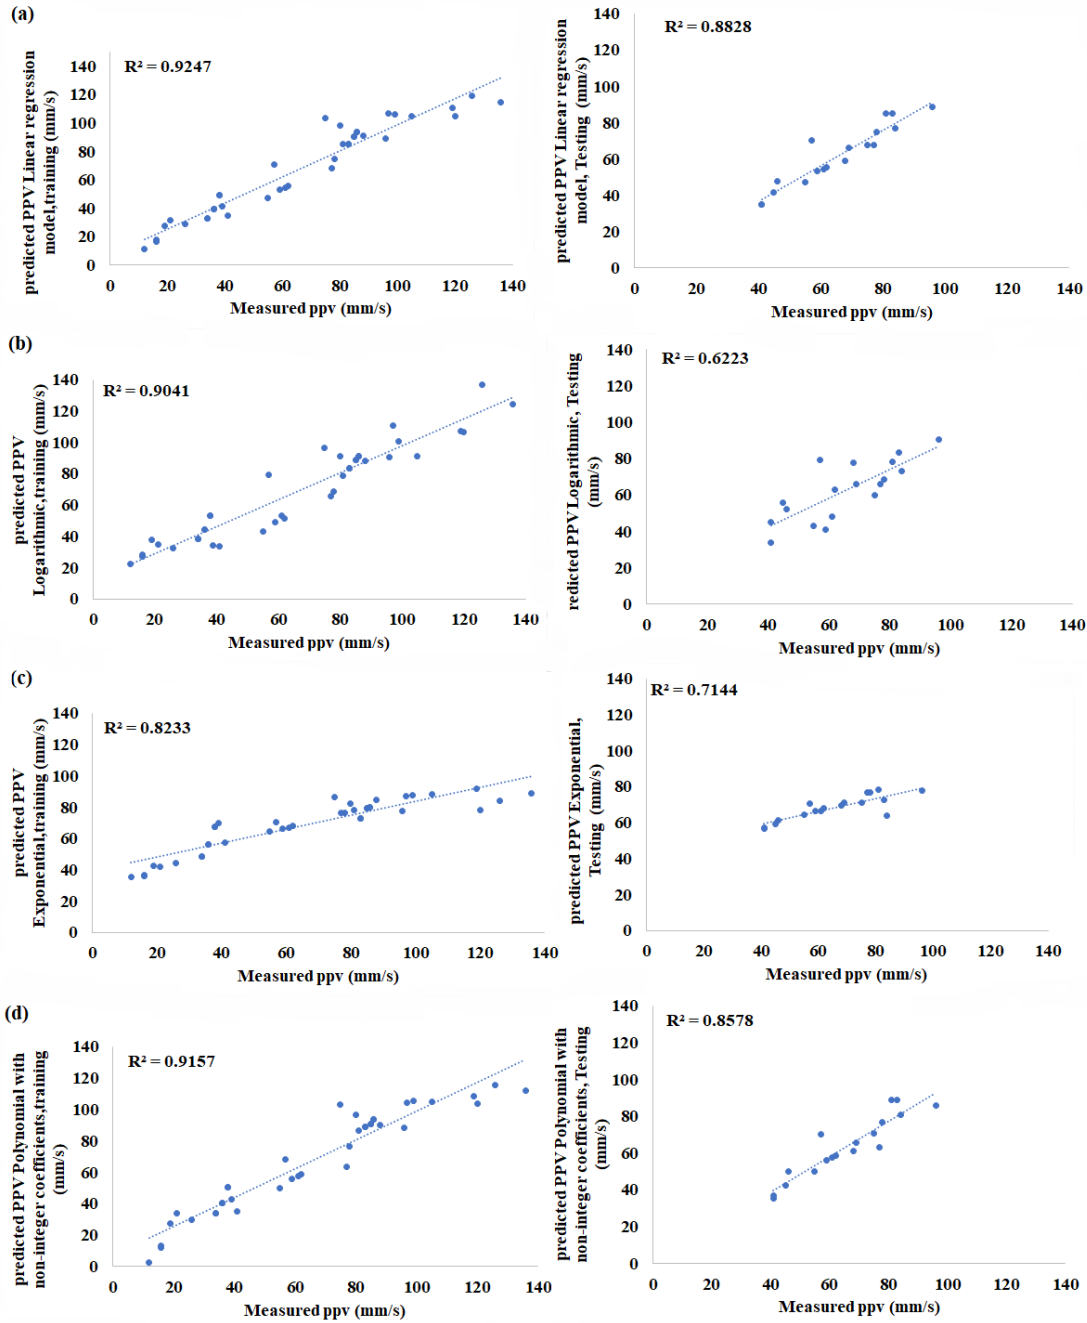 (a)
R² = 0.9247
predicted PPV Linear regression
model,training (mm/s)
140
120
100
80
60
40
20
0
0 20 40 60 80 100 120 140
Measured ppv (mm/s)
R² = 0.8828
predicted PPV Linear regression
model, Testing (mm/s)
140
120
100
80
60
40
20
0
0 20 40 60 80 100 120 140
Measured ppv (mm/s)
(b)
R² = 0.9041
predicted PPV
Logarithmic,training (mm/s)
140
120
100
80
60
40
20
0
0 20 40 60 80 100 120 140
Measured ppv (mm/s)
R² = 0.6223
redicted PPV Logarithmic, Testing
(mm/s)
140
120
100
80
60
40
20
0
0 20 40 60 80 100 120 140
Measured ppv (mm/s)
(c)
R² = 0.8233
predicted PPV
Exponential,training (mm/s)
140
120
100
80
60
40
20
0
0 20 40 60 80 100 120 140
Measured ppv (mm/s)
R² = 0.7144
predicted PPV Exponential,
Testing (mm/s)
140
120
100
80
60
40
20
0
0 20 40 60 80 100 120 140
Measured ppv (mm/s)
(d)
R² = 0.9157
predicted PPV Polynomial with
non-integer coefficients,training
(mm/s)
140
120
100
80
60
40
20
0
0 20 40 60 80 100 120 140
Measured ppv (mm/s)
R² = 0.8578
predicted PPV Polynomial with
non-integer coefficients, Testing
(mm/s)
140
120
100
80
60
40
20
0
0 20 40 60 80 100 120 140
Measured ppv (mm/s)